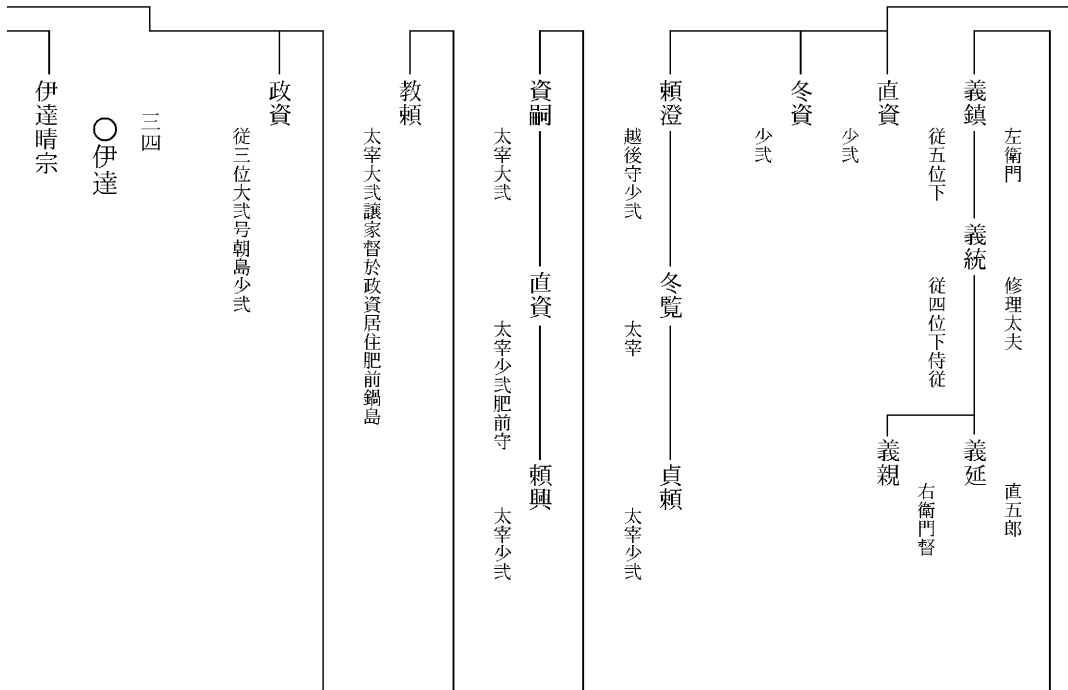 左衛門
義鎮
従五位下
修理太夫
義統
従四位下侍従
直五郎
義延
右衛門督
義親
直資
少弐
冬資
少弐
頼澄
越後守少弐
冬覧
太宰
貞頼
太宰少弐
資嗣
太宰大弐
直資
太宰少弐肥前守
頼興
太宰少弐
教頼
太宰大弐譲家督於政資居住肥前鍋島
政資
従三位大弐号朝島少弐
三四
〇伊達
伊達晴宗